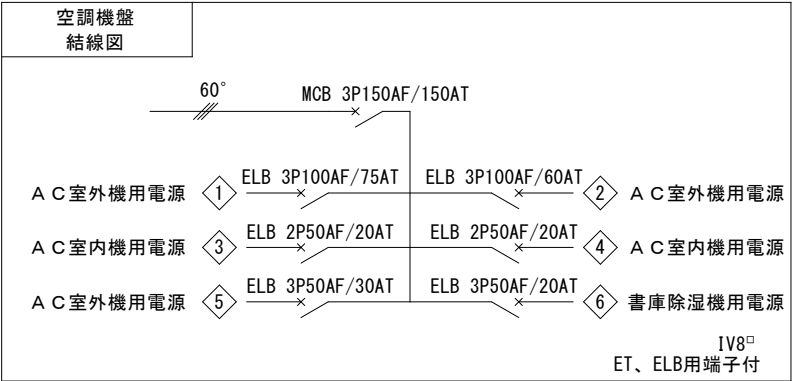 空調機盤
結線図
60°
MCB 3P150AF/150AT
AC室外機用電源 1 ELB 3P100AF/75AT ELB 3P100AF/60AT 2 AC室外機用電源
AC室内機用電源 3 ELB 2P50AF/20AT ELB 2P50AF/20AT 4 AC室内機用電源
AC室外機用電源 5 ELB 3P50AF/30AT ELB 3P50AF/20AT 6 書庫除湿機用電源
IV8□
ET、ELB用端子付